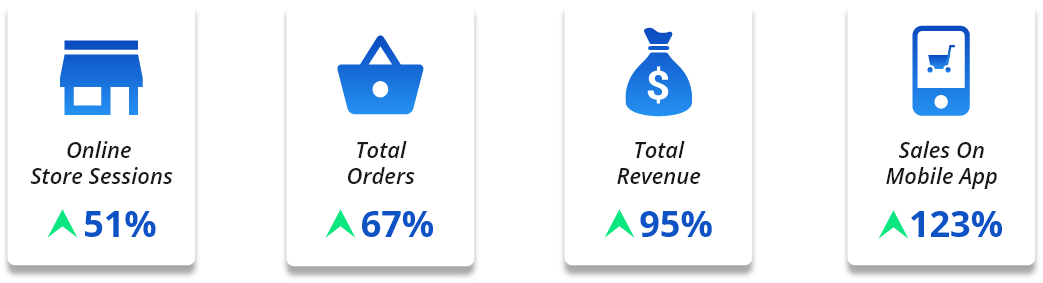 $
Online
Store Sessions
51%
Total
Orders
67%
Total
Revenue
95%
Sales On
Mobile App
123%